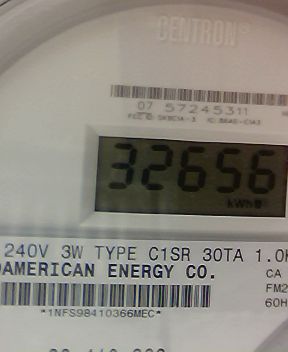 CENTRON®
07 57245311
32656
kWh
240V 3W TYPE C1SR 30TA 1.0
AMERICAN ENERGY CO.
CA
FM2
60H
*1NFS98410366MEC*